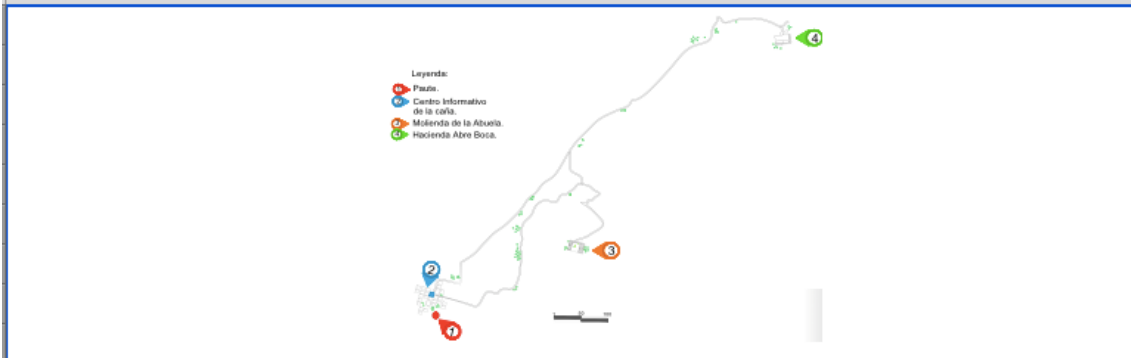 4
Leyenda:
Paute.
Centro Informativo
de la caña.
Molienda de la Abuela.
Hacienda Abre Boca.
3
2
1